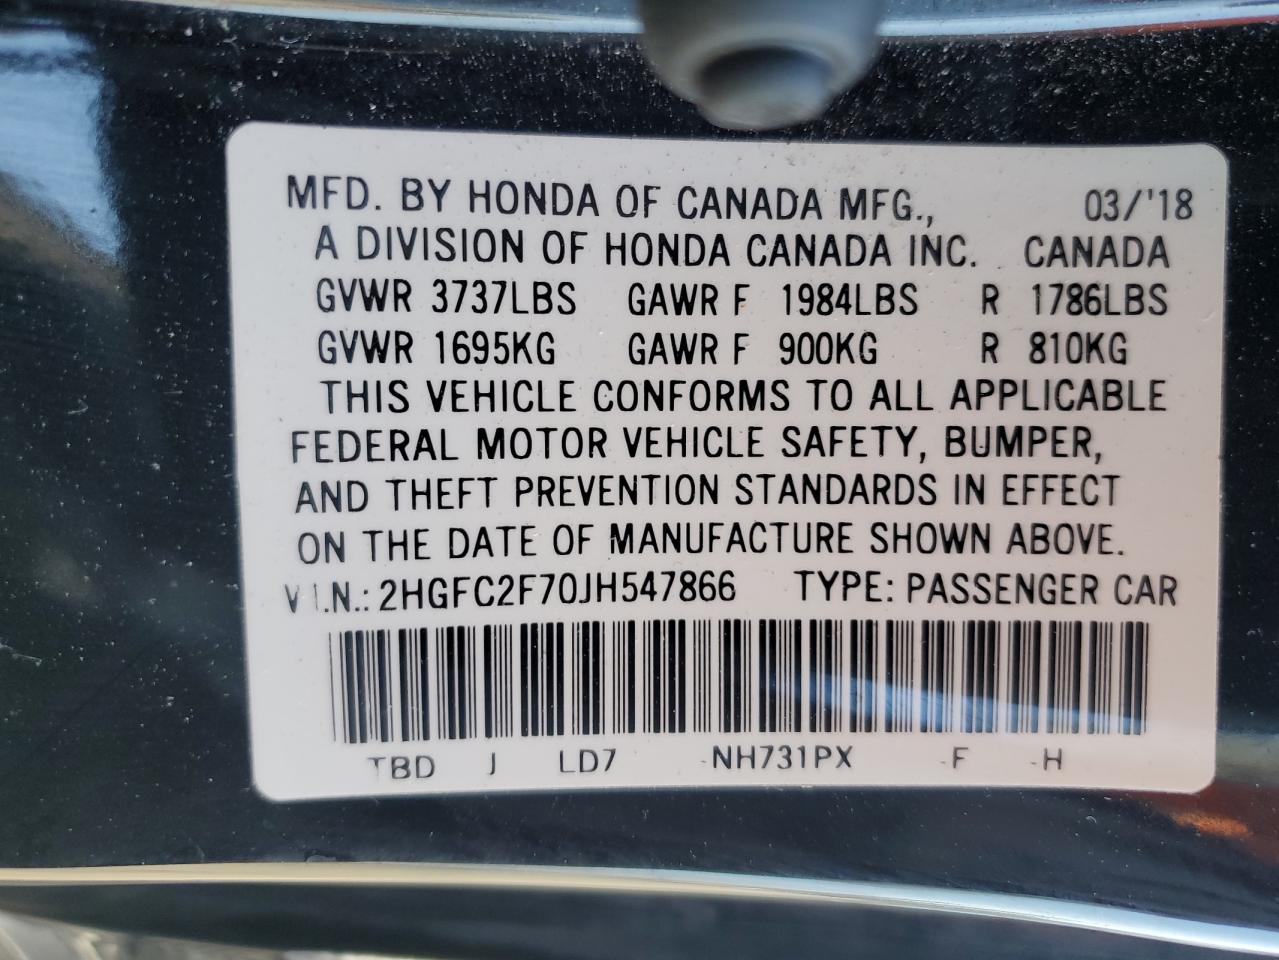 MFD. BY HONDA OF CANADA MFG., 03/'18
A DIVISION OF HONDA CANADA INC. CANADA
GVWR 3737LBS GAWR F 1984LBS R 1786LBS
GVWR 1695KG GAWR F 900KG R 810KG
THIS VEHICLE CONFORMS TO ALL APPLICABLE
FEDERAL MOTOR VEHICLE SAFETY, BUMPER,
AND THEFT PREVENTION STANDARDS IN EFFECT
ON THE DATE OF MANUFACTURE SHOWN ABOVE.
V.I.N.: 2HGFC2F70JH547866 TYPE: PASSENGER CAR
TBD J LD7 -NH731PX -F -H